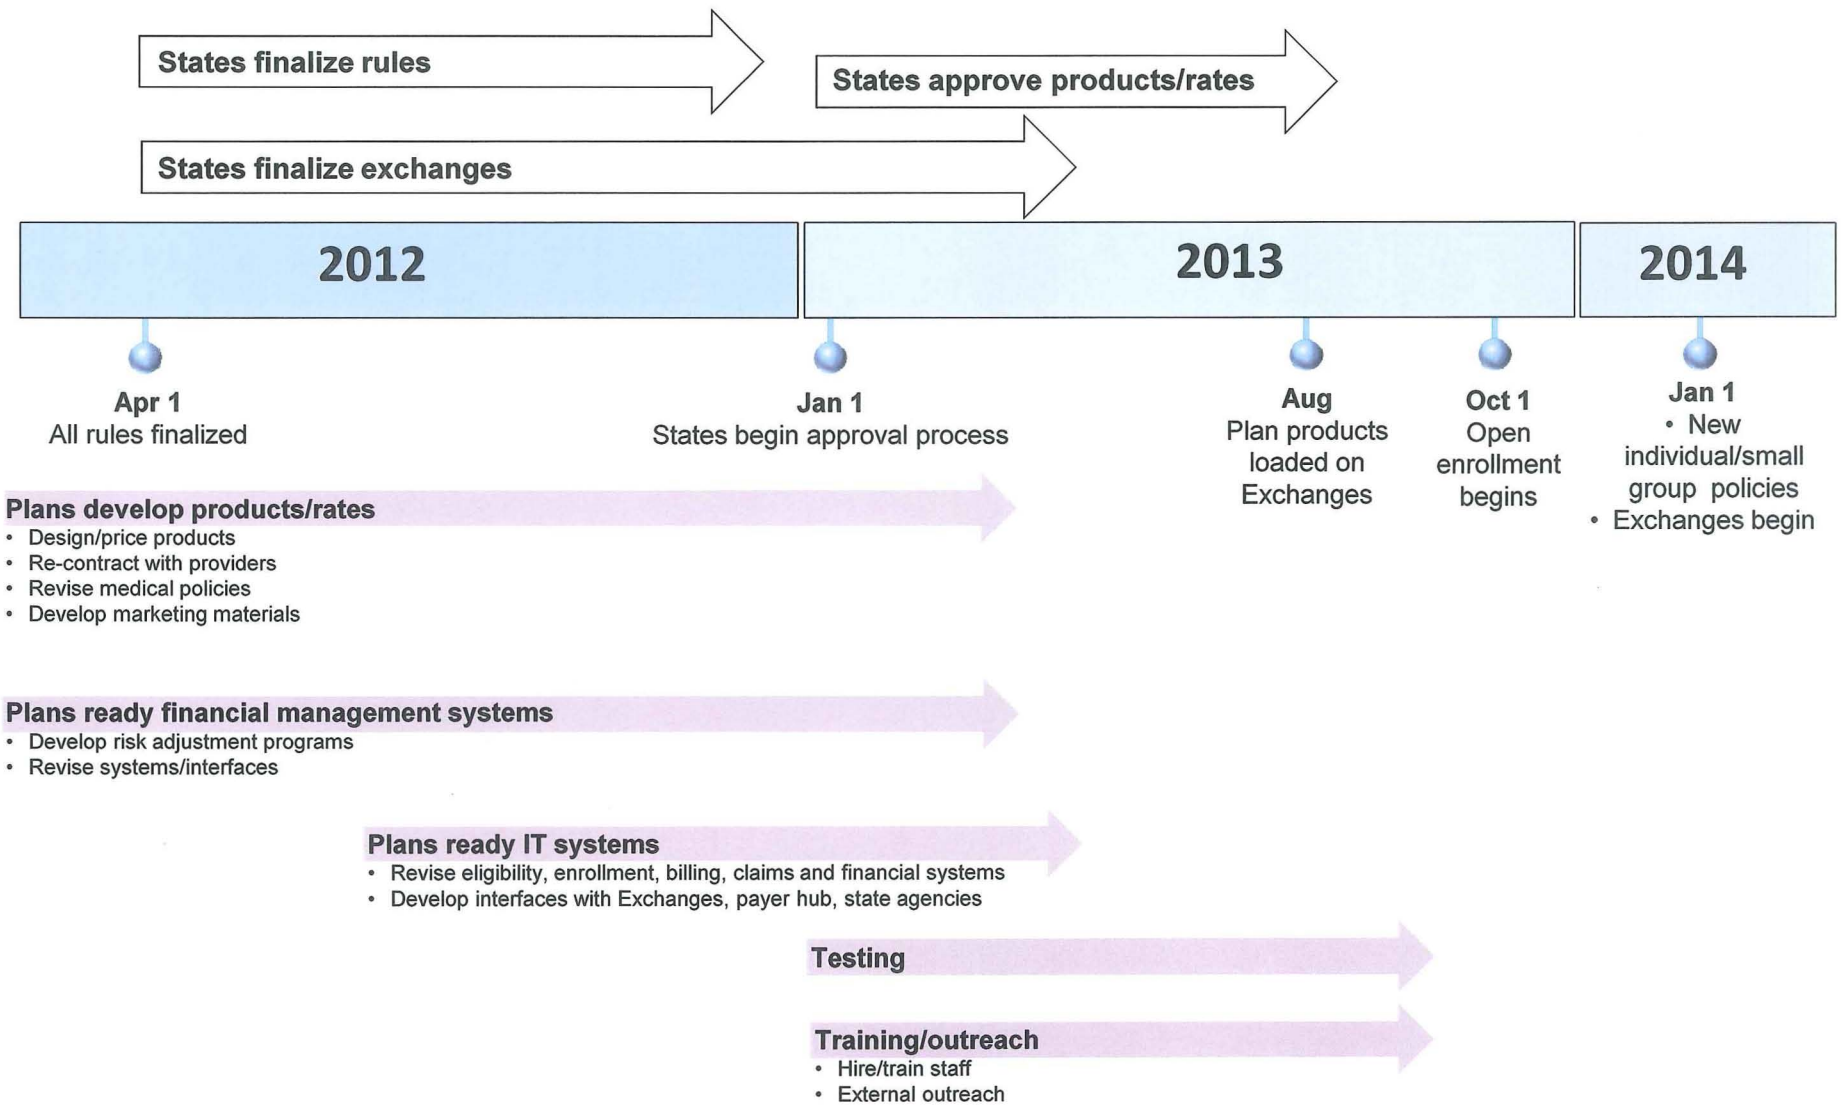 States finalize rules
States approve products/rates
States finalize exchanges
2012
2013
2014
Apr 1
All rules finalized
Jan 1
States begin approval process
Aug
Plan products
loaded on
Exchanges
Oct 1
Open
enrollment
begins
Jan 1
• New
individual/small
group policies
• Exchanges begin
Plans develop products/rates
• Design/price products
• Re-contract with providers
• Revise medical policies
• Develop marketing materials
Plans ready financial management systems
• Develop risk adjustment programs
• Revise systems/interfaces
Plans ready IT systems
• Revise eligibility, enrollment, billing, claims and financial systems
• Develop interfaces with Exchanges, payer hub, state agencies
Testing
Training/outreach
• Hire/train staff
• External outreach